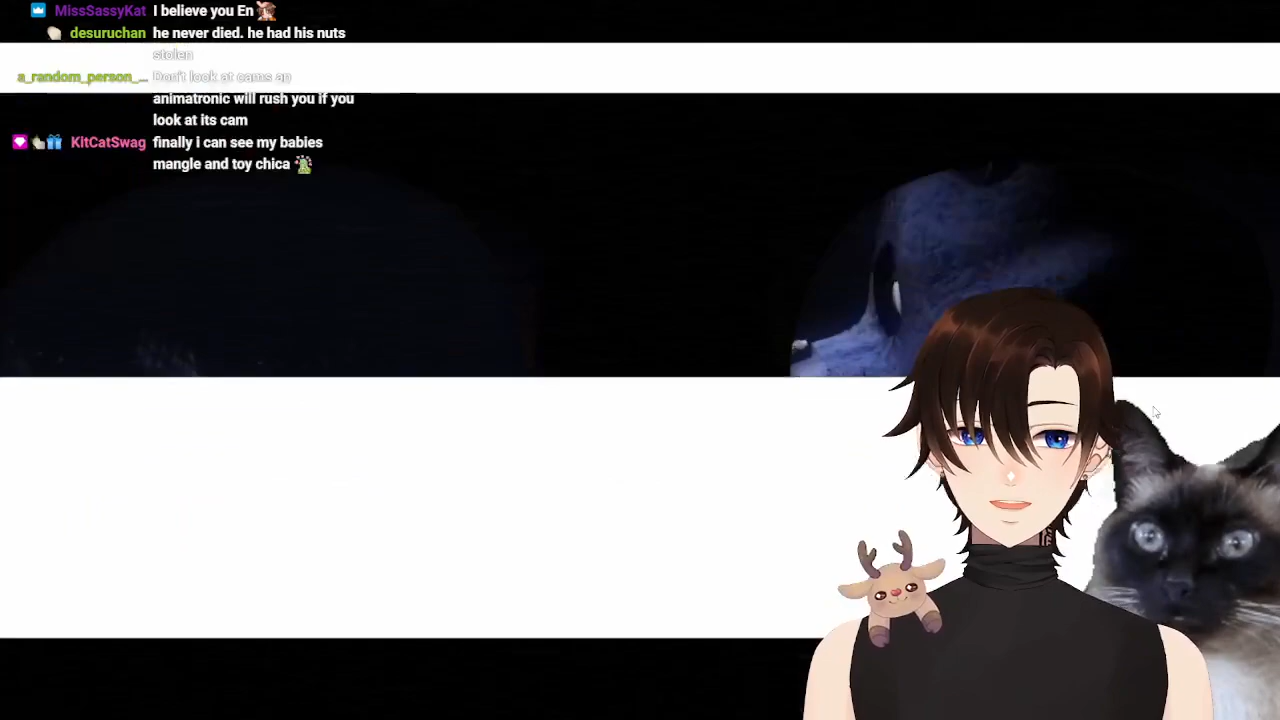 MissSassyKat I believe you En
desuruchan he never died. he had his nuts
stolen
a_random_person_... Don't look at cams an
animatronic will rush you if you
look at its cam
KitCatSwag finally i can see my babies
mangle and toy chica